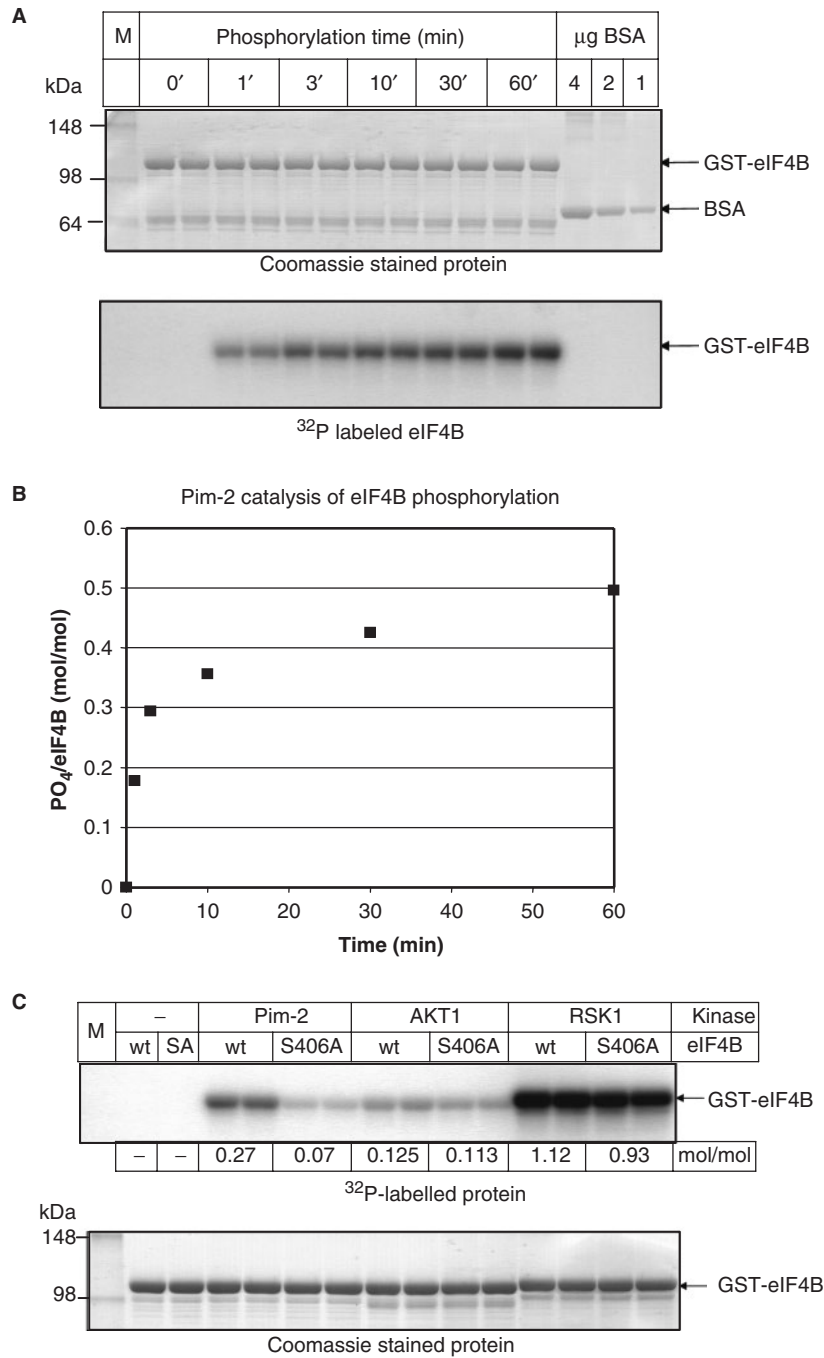 A
M Phosphorylation time (min) μg BSA
kDa 0′ 1′ 3′ 10′ 30′ 60′ 4 2 1
148
GST-eIF4B
98
BSA
64
Coomassie stained protein
GST-eIF4B
32P labeled eIF4B
B
Pim-2 catalysis of eIF4B phosphorylation
0.6
0.5
0.4
0.3
0.2
0.1
0
PO4/eIF4B (mol/mol)
0 10 20 30 40 50 60
Time (min)
C
M – Pim-2 AKT1 RSK1 Kinase
wt SA wt S406A wt S406A wt S406A eIF4B
GST-eIF4B
– – 0.27 0.07 0.125 0.113 1.12 0.93 mol/mol
32P-labelled protein
kDa
148
98
GST-eIF4B
Coomassie stained protein